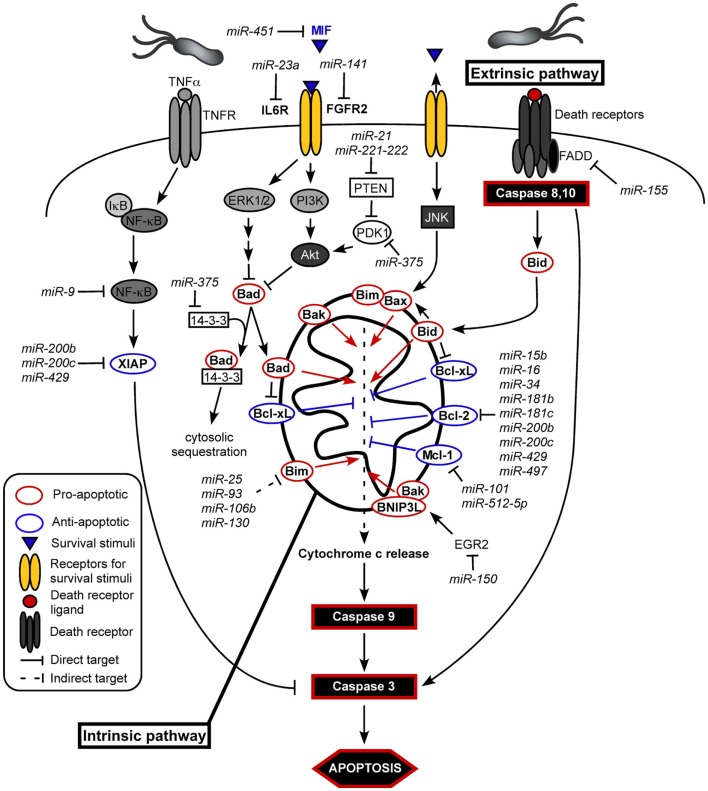 miR-451
MIF
miR-23a
miR-141
IL6R
FGFR2
TNFα
TNFR
Extrinsic pathway
Death receptors
FADD
miR-155
Caspase 8,10
miR-21
miR-221-222
PTEN
PDK1
miR-375
IκB
NF-κB
ERK1/2
PI3K
Akt
JNK
Bid
miR-9
NF-κB
miR-375
14-3-3
Bad
Bak
Bim
Bax
Bid
miR-200b
miR-200c
miR-429
XIAP
Bad
14-3-3
Bad
Bcl-xL
cytosolic
sequestration
Bcl-xL
Bcl-2
Mcl-1
miR-15b
miR-16
miR-34
miR-181b
miR-181c
miR-200b
miR-200c
miR-429
miR-497
miR-101
miR-512-5p
Bim
miR-25
miR-93
miR-106b
miR-130
Bak
BNIP3L
EGR2
miR-150
Cytochrome c release
Caspase 9
Caspase 3
APOPTOSIS
Intrinsic pathway
Pro-apoptotic
Anti-apoptotic
Survival stimuli
Receptors for
survival stimuli
Death receptor
ligand
Death receptor
Direct target
Indirect target